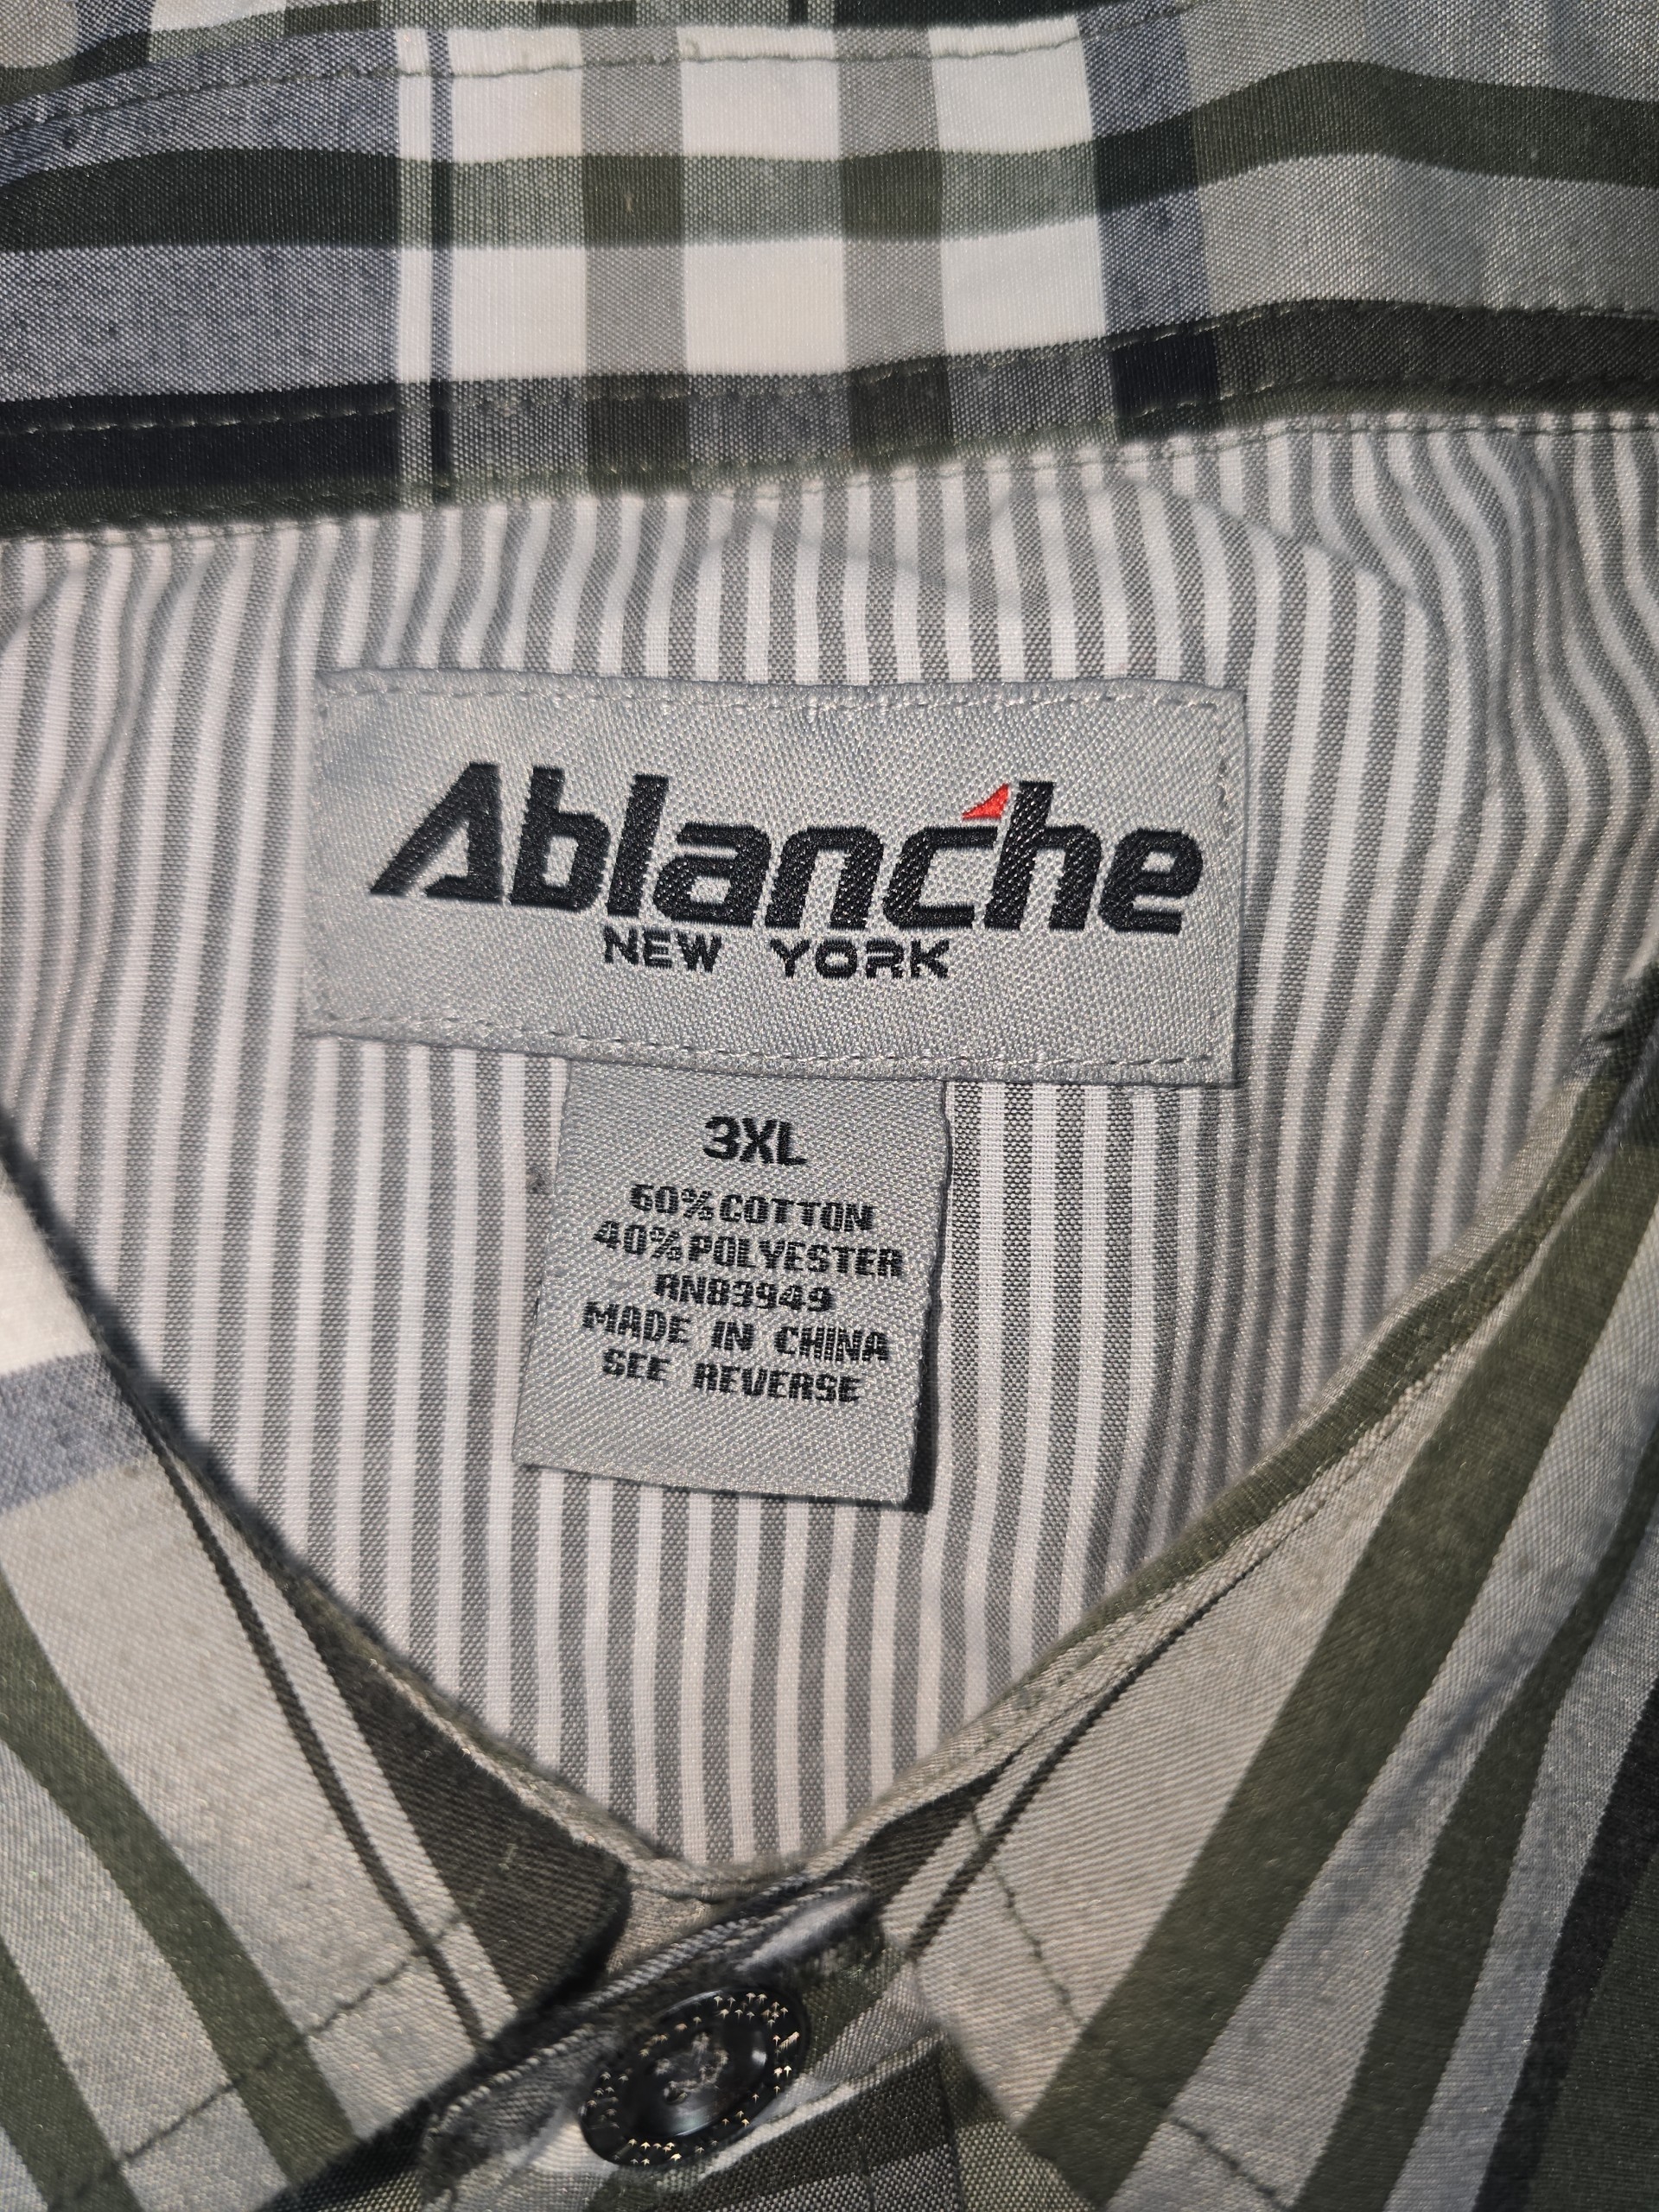 Ablanche
NEW YORK
3XL
60% COTTON
40% POLYESTER
RN83949
MADE IN CHINA
SEE REVERSE